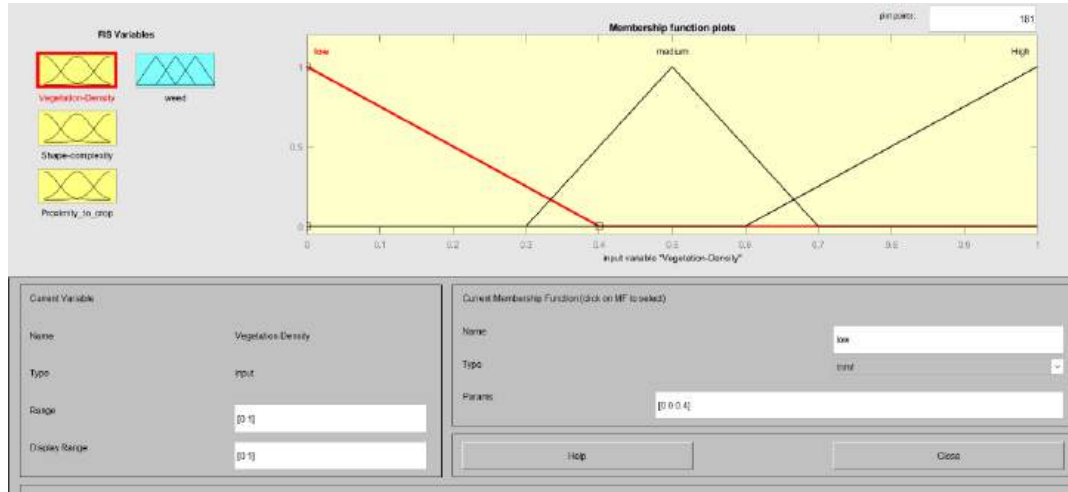 plot points:
181
FIS Variables
Membership function plots
Vegetation-Density
weed
Shape-complexity
Proximity_to_crop
low
medium
High
1
0.5
0
0 0.1 0.2 0.3 0.4 0.5 0.6 0.7 0.8 0.9 1
input variable "Vegetation-Density"
Current Variable
Name Vegetation-Density
Type input
Range [0 1]
Display Range [0 1]
Current Membership Function (click on MF to select)
Name low
Type trimf
Params [0 0 0.4]
Help
Close